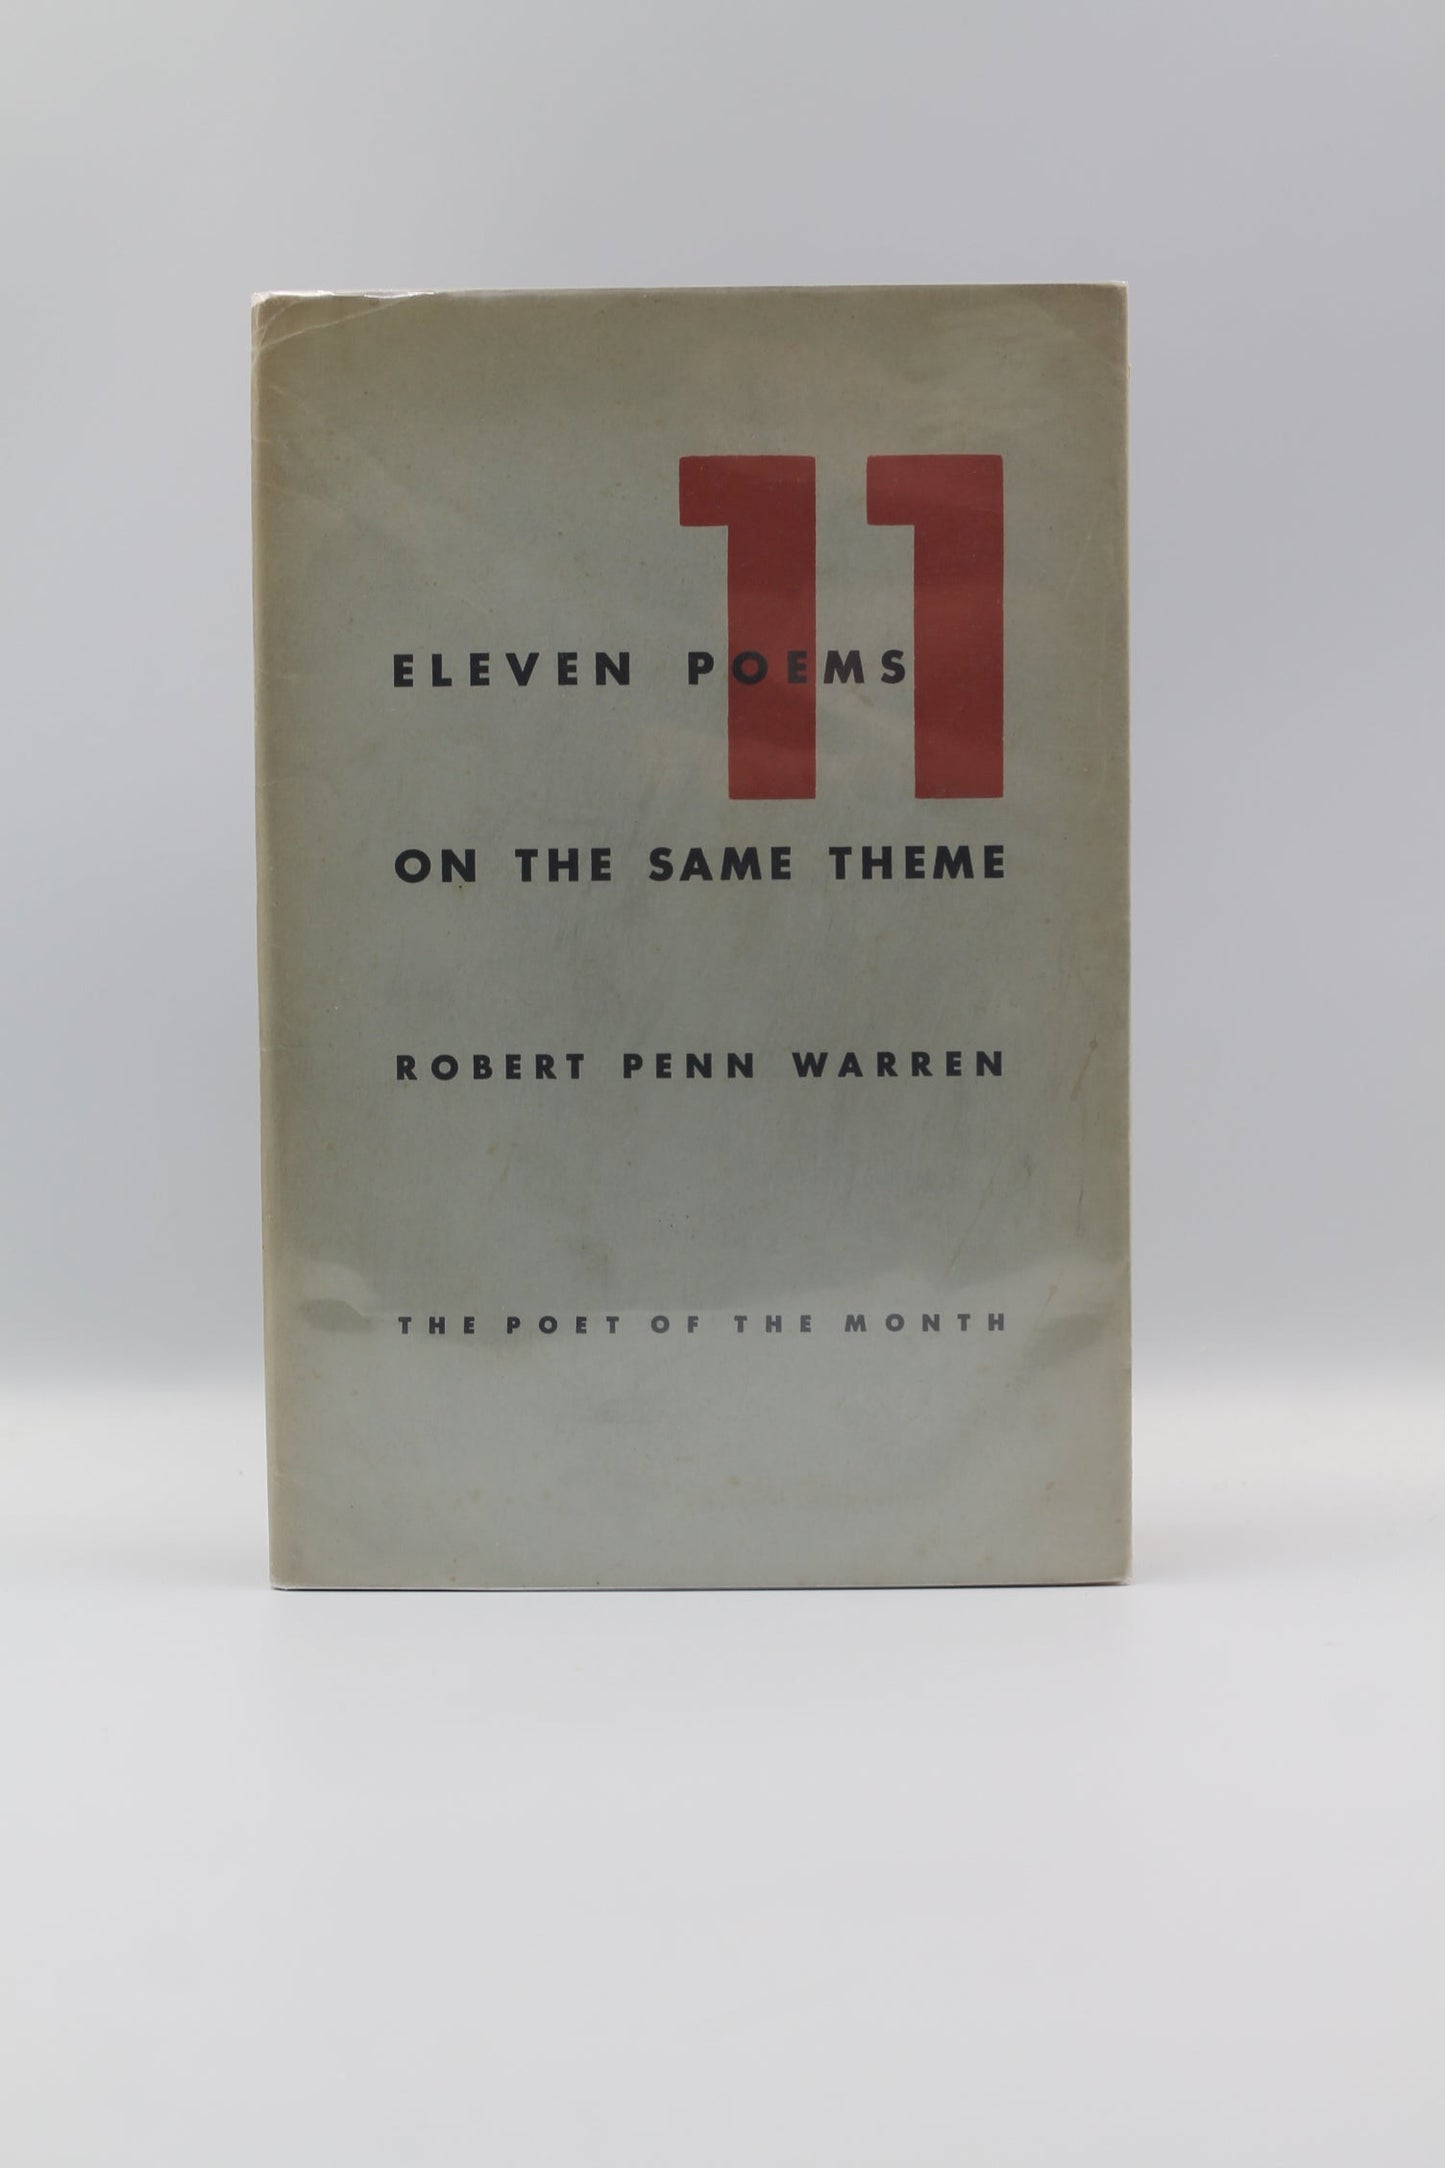 11
ELEVEN POEMS
ON THE SAME THEME
ROBERT PENN WARREN
THE POET OF THE MONTH